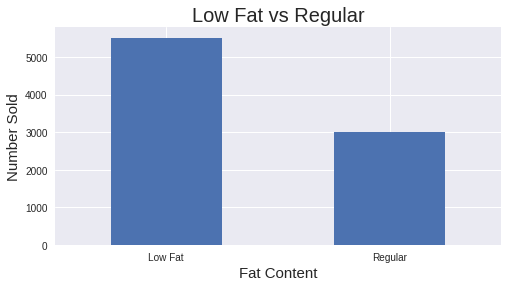 Low Fat vs Regular
Number Sold
5000
4000
3000
2000
1000
0
Low Fat
Regular
Fat Content